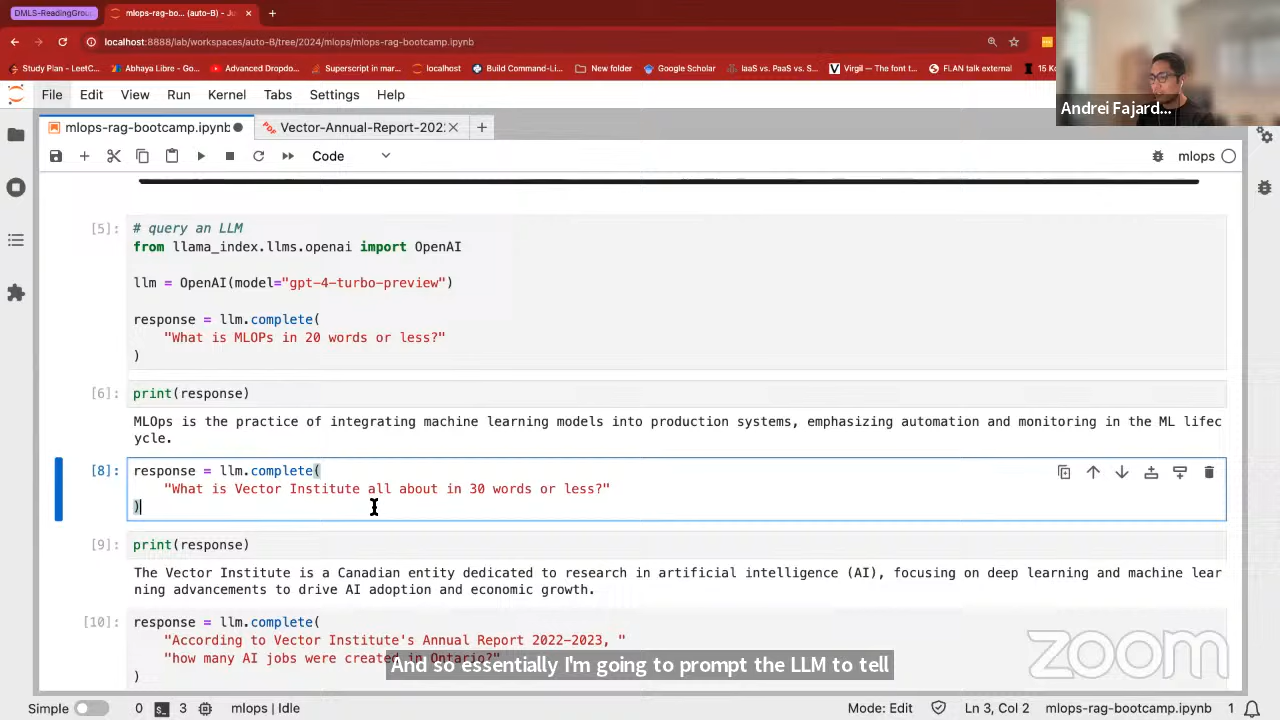 DMLS-ReadingGrou
mlops-rag-bo... (auto-B) - Ju
localhost:8888/lab/workspaces/auto-B/tree/2024/mlops/mlops-rag-bootcamp.ipynb
Study Plan - LeetC...
Abhaya Libre - Go...
Advanced Dropdo...
Superscript in mar...
localhost
Build Command-Li...
New folder
Google Scholar
IaaS vs. PaaS vs. S...
Virgil — The font t...
FLAN talk external
15 Ko
Andrei Fajard...
File Edit View Run Kernel Tabs Settings Help
mlops-rag-bootcamp.ipynb
Vector-Annual-Report-202
Code
mlops
[5]:
# query an LLM
from llama_index.llms.openai import OpenAI
llm = OpenAI(model="gpt-4-turbo-preview")
response = llm.complete(
"What is MLOPs in 20 words or less?"
)
[6]:
print(response)
MLOps is the practice of integrating machine learning models into production systems, emphasizing automation and monitoring in the ML lifec
ycle.
[8]:
response = llm.complete(
"What is Vector Institute all about in 30 words or less?"
)
[9]:
print(response)
The Vector Institute is a Canadian entity dedicated to research in artificial intelligence (AI), focusing on deep learning and machine lear
ning advancements to drive AI adoption and economic growth.
[10]:
response = llm.complete(
"According to Vector Institute's Annual Report 2022-2023, "
"how many AI jobs were created in Ontario?"
)
And so essentially I'm going to prompt the LLM to tell
zoom
Simple 0 3 mlops | Idle
Mode: Edit Ln 3, Col 2 mlops-rag-bootcamp.ipynb 1